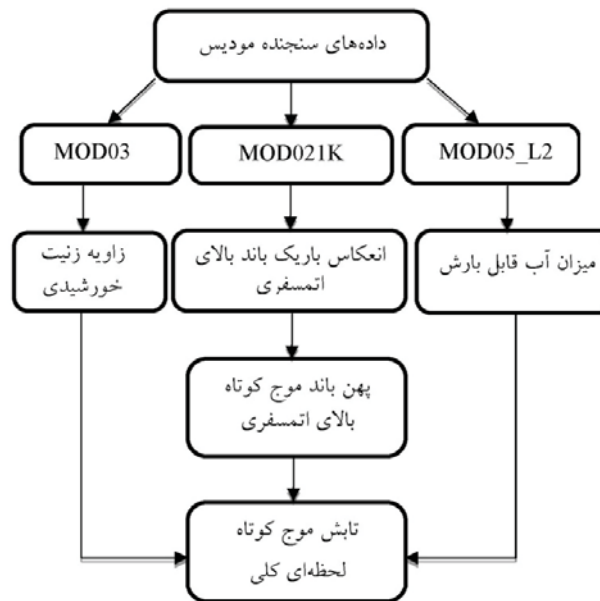 داده‌های سنجنده مودیس
MOD03
MOD021K
MOD05_L2
زاویه زنیت
خورشیدی
انعکاس باریک باند بالای
اتمسفری
میزان آب قابل بارش
پهن باند موج کوتاه
بالای اتمسفری
تابش موج کوتاه
لحظه‌ای کلی